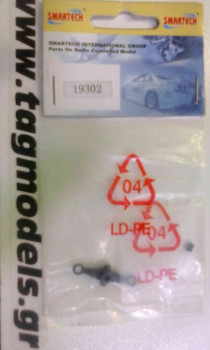 SMARTECH
SMARTECH
SMARTECH INTERNATIONAL GROUP
Parts On Radio Controlled Model
19302
www.tagmodels.gr
04
LD-PE
04
LD-PE